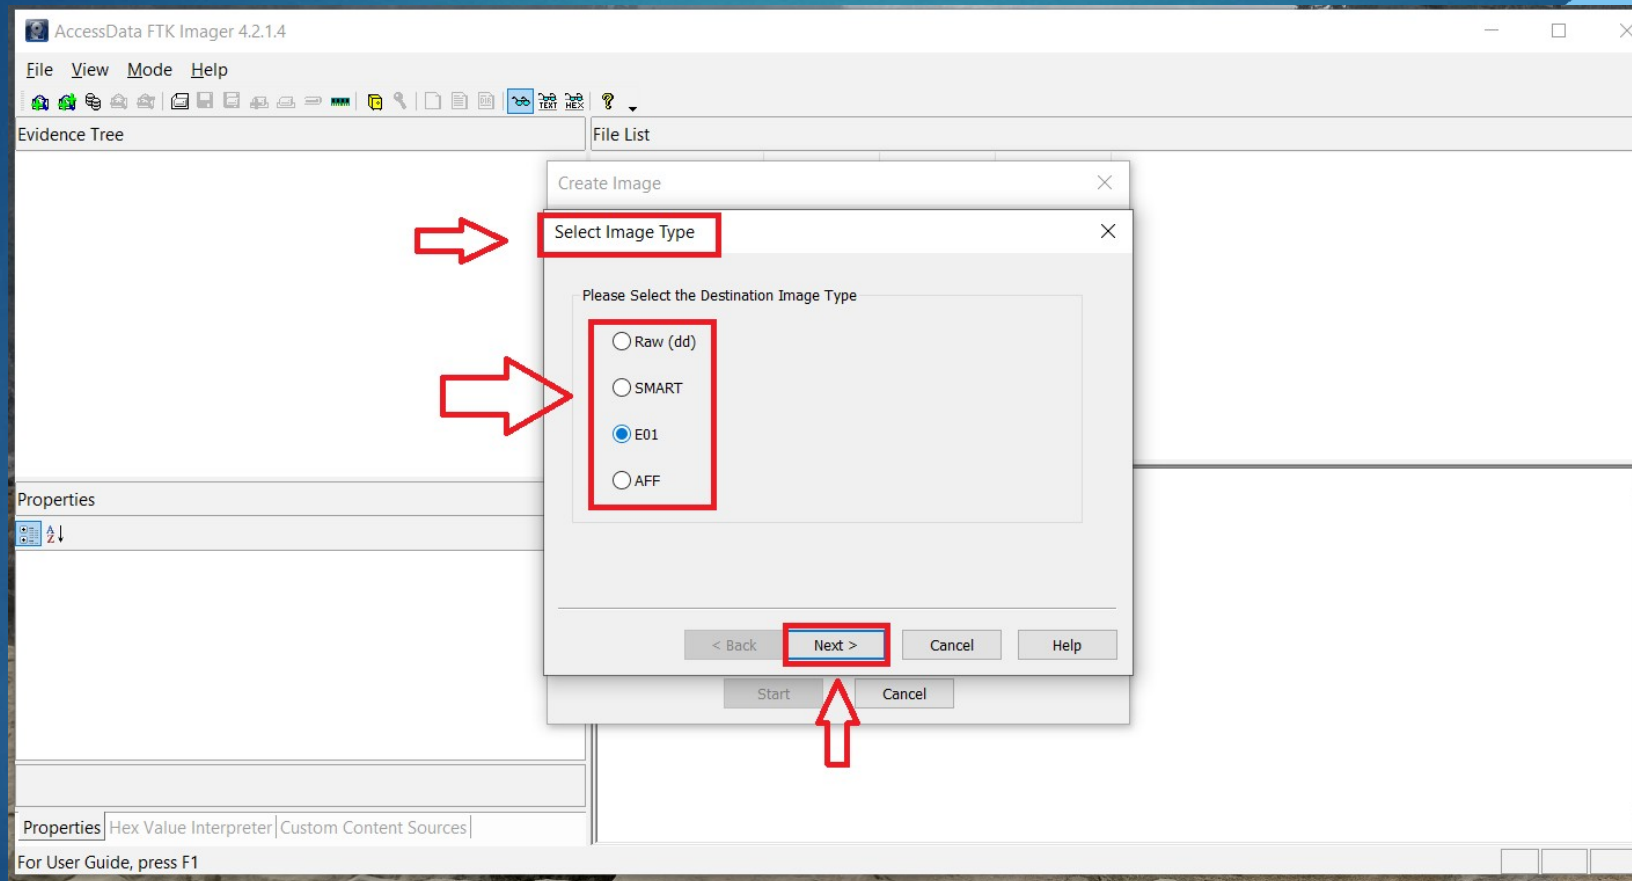 AccessData FTK Imager 4.2.1.4
File View Mode Help
TEXT HEX
Evidence Tree
File List
Create Image
Select Image Type
Please Select the Destination Image Type
Raw (dd)
SMART
E01
AFF
< Back Next > Cancel Help
Start Cancel
Properties
A
Z
Properties Hex Value Interpreter Custom Content Sources
For User Guide, press F1